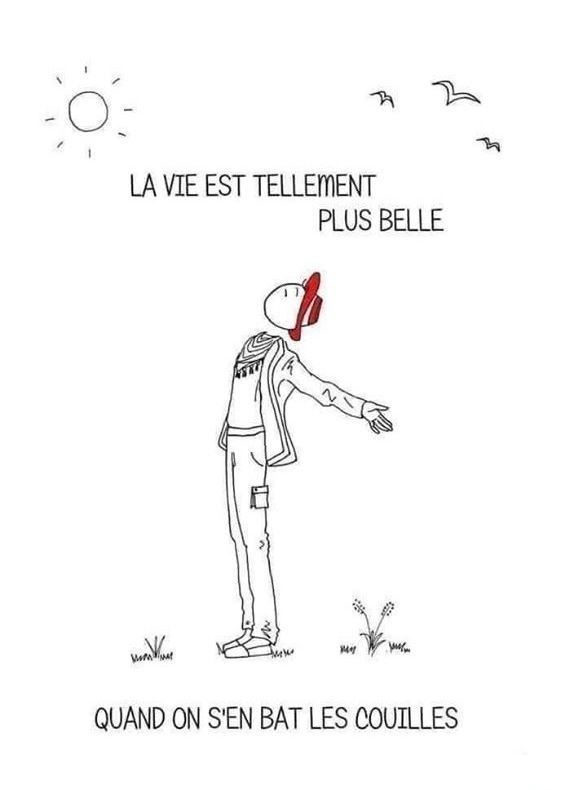 LA VIE EST TELLEMENT
PLUS BELLE
QUAND ON S'EN BAT LES COUILLES